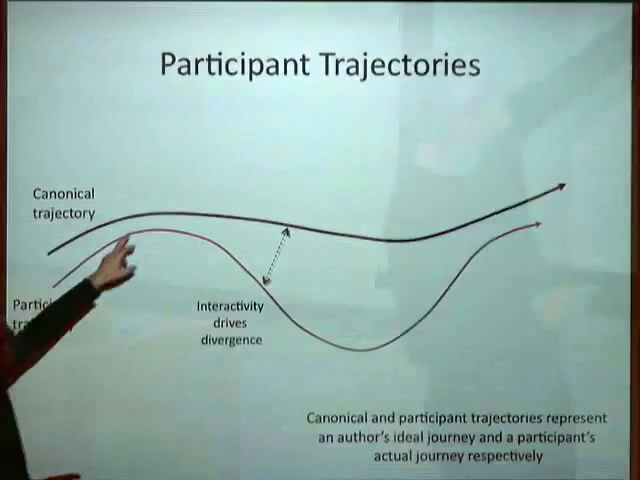 Participant Trajectories
Canonical
trajectory
Interactivity
drives
divergence
Canonical and participant trajectories represent
an author's ideal journey and a participant's
actual journey respectively